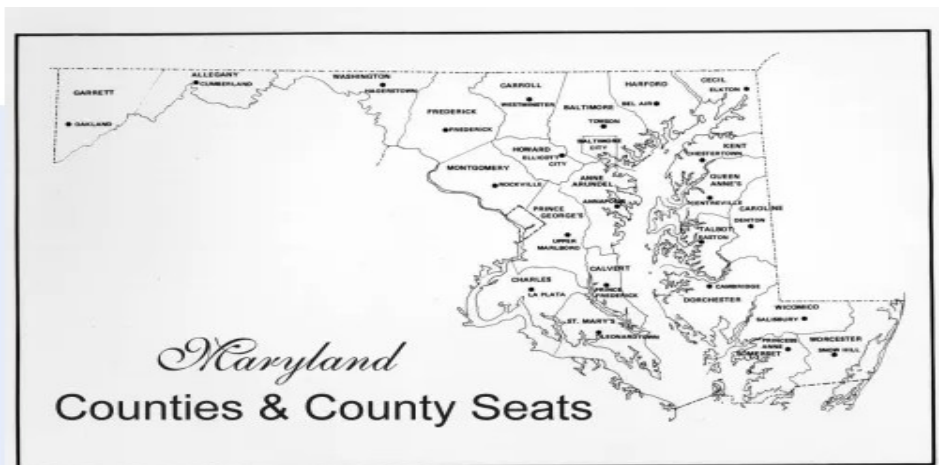 GARRETT
OAKLAND
ALLEGANY
CUMBERLAND
WASHINGTON
HAGERSTOWN
FREDERICK
FREDERICK
CARROLL
WESTMINSTER
BALTIMORE
TOWSON
BALTIMORE
CITY
HARFORD
BEL AIR
CECIL
ELKTON
KENT
CHESTERTOWN
HOWARD
ELLICOTT
CITY
MONTGOMERY
ROCKVILLE
ANNE
ARUNDEL
ANNAPOLIS
QUEEN
ANNE'S
CENTREVILLE
CAROLINE
DENTON
PRINCE
GEORGE'S
UPPER
MARLBORO
TALBOT
EASTON
CALVERT
PRINCE
FREDERICK
CHARLES
LA PLATA
CAMBRIDGE
DORCHESTER
ST. MARY'S
LEONARDTOWN
WICOMICO
SALISBURY
PRINCESS
ANNE
SOMERSET
WORCESTER
SNOW HILL
Maryland
Counties & County Seats